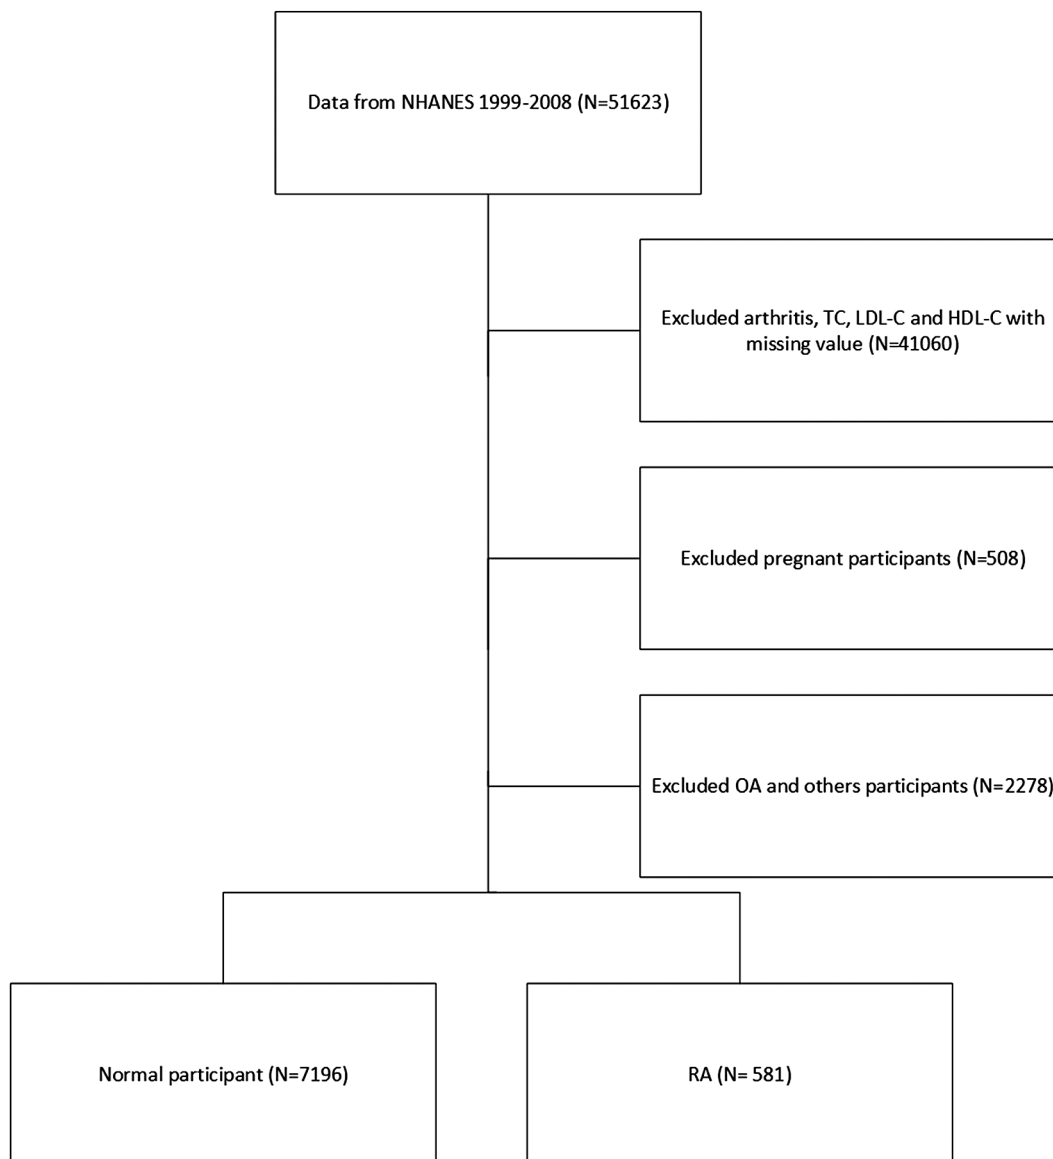 Data from NHANES 1999-2008 (N=51623)
Excluded arthritis, TC, LDL-C and HDL-C with
missing value (N=41060)
Excluded pregnant participants (N=508)
Excluded OA and others participants (N=2278)
Normal participant (N=7196)
RA (N= 581)